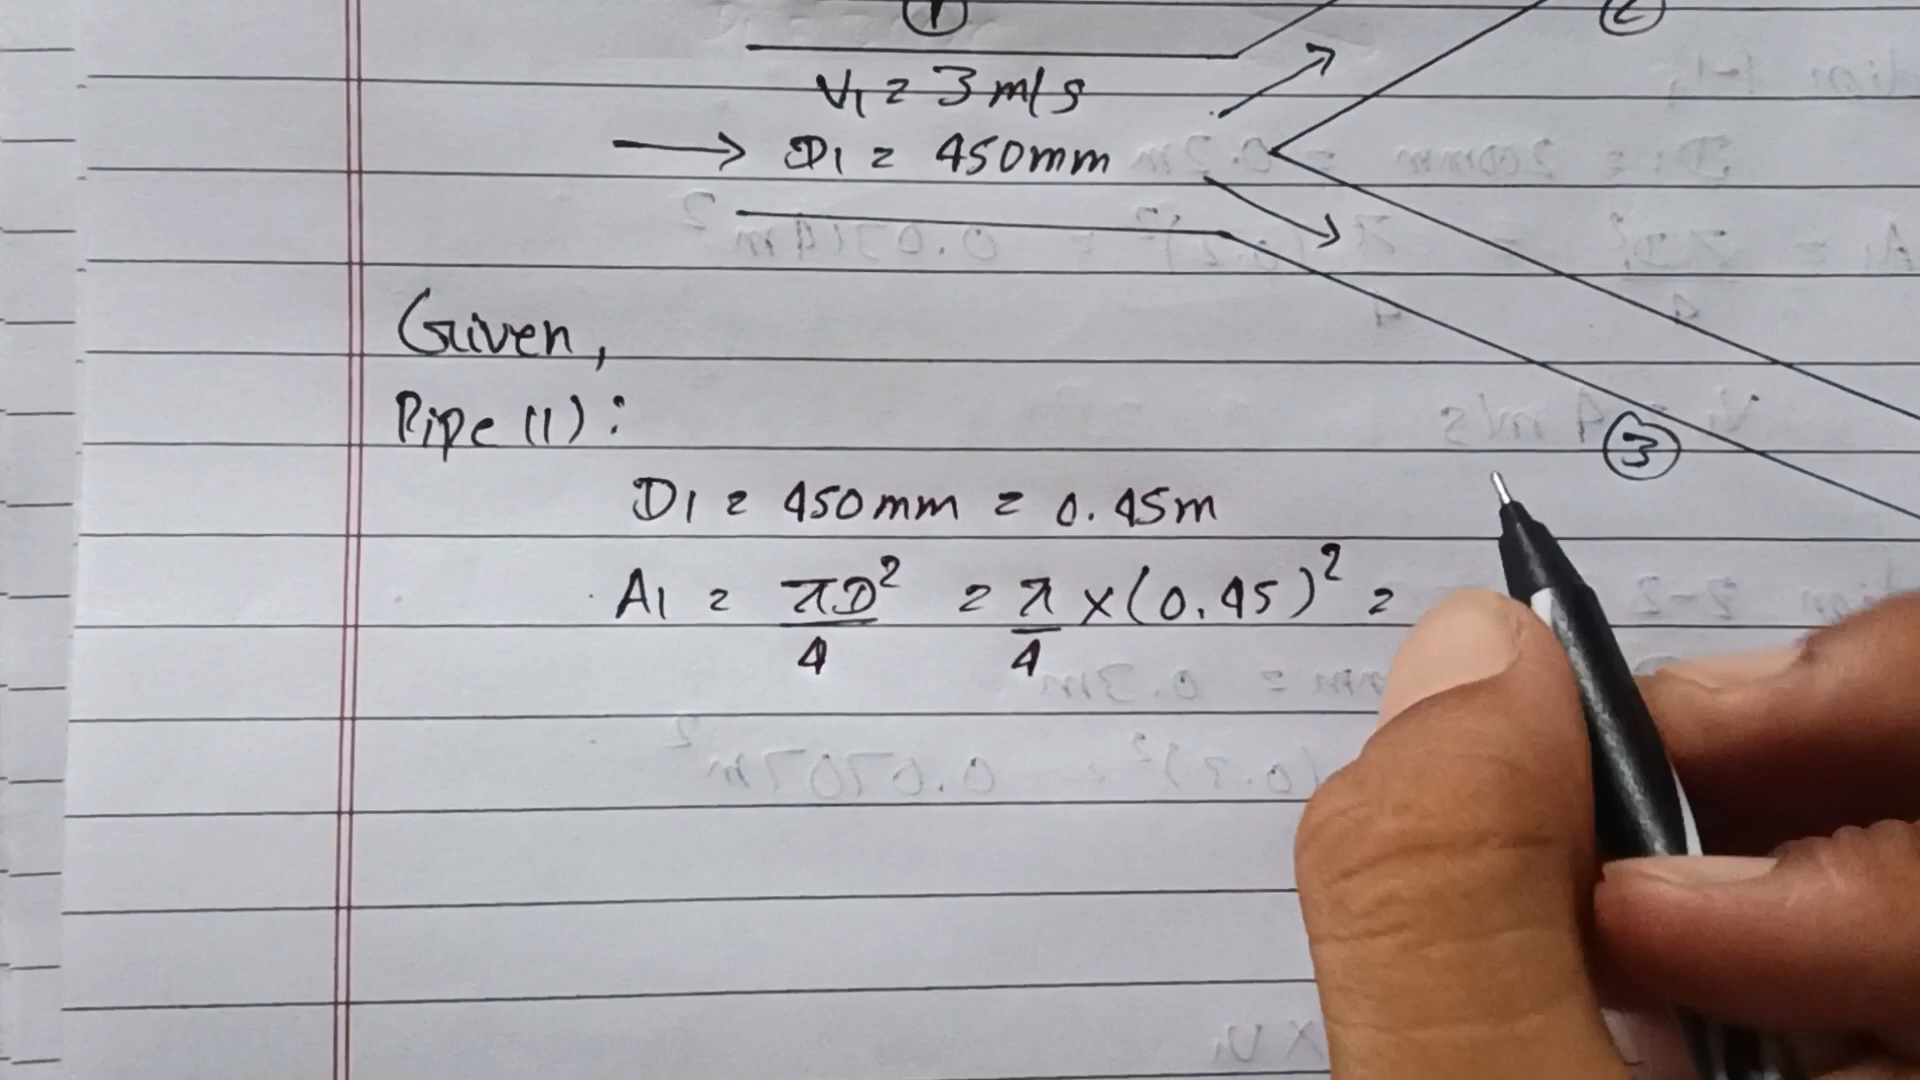 ①
V₁ = 3 m/s
②
→ D₁ = 450mm
Given,
Pipe (1):
③
D₁ = 450mm = 0.45m
A₁ = πD²/4 = π/4 × (0.45)² =